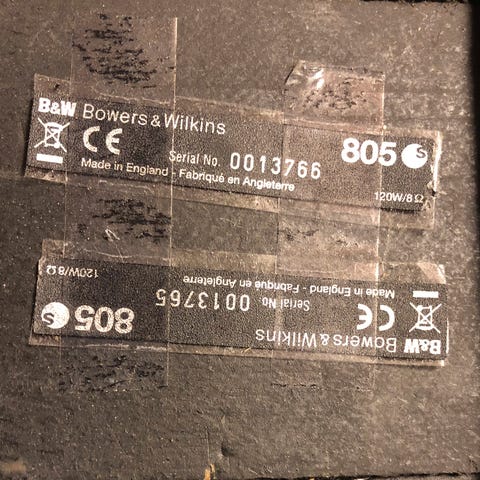 B&W Bowers & Wilkins
805 S
CE Serial No. 0013766
Made in England - Fabriqué en Angleterre
120W/8Ω
B&W Bowers & Wilkins
805 S
CE Serial No. 0013765
Made in England - Fabriqué en Angleterre
120W/8Ω